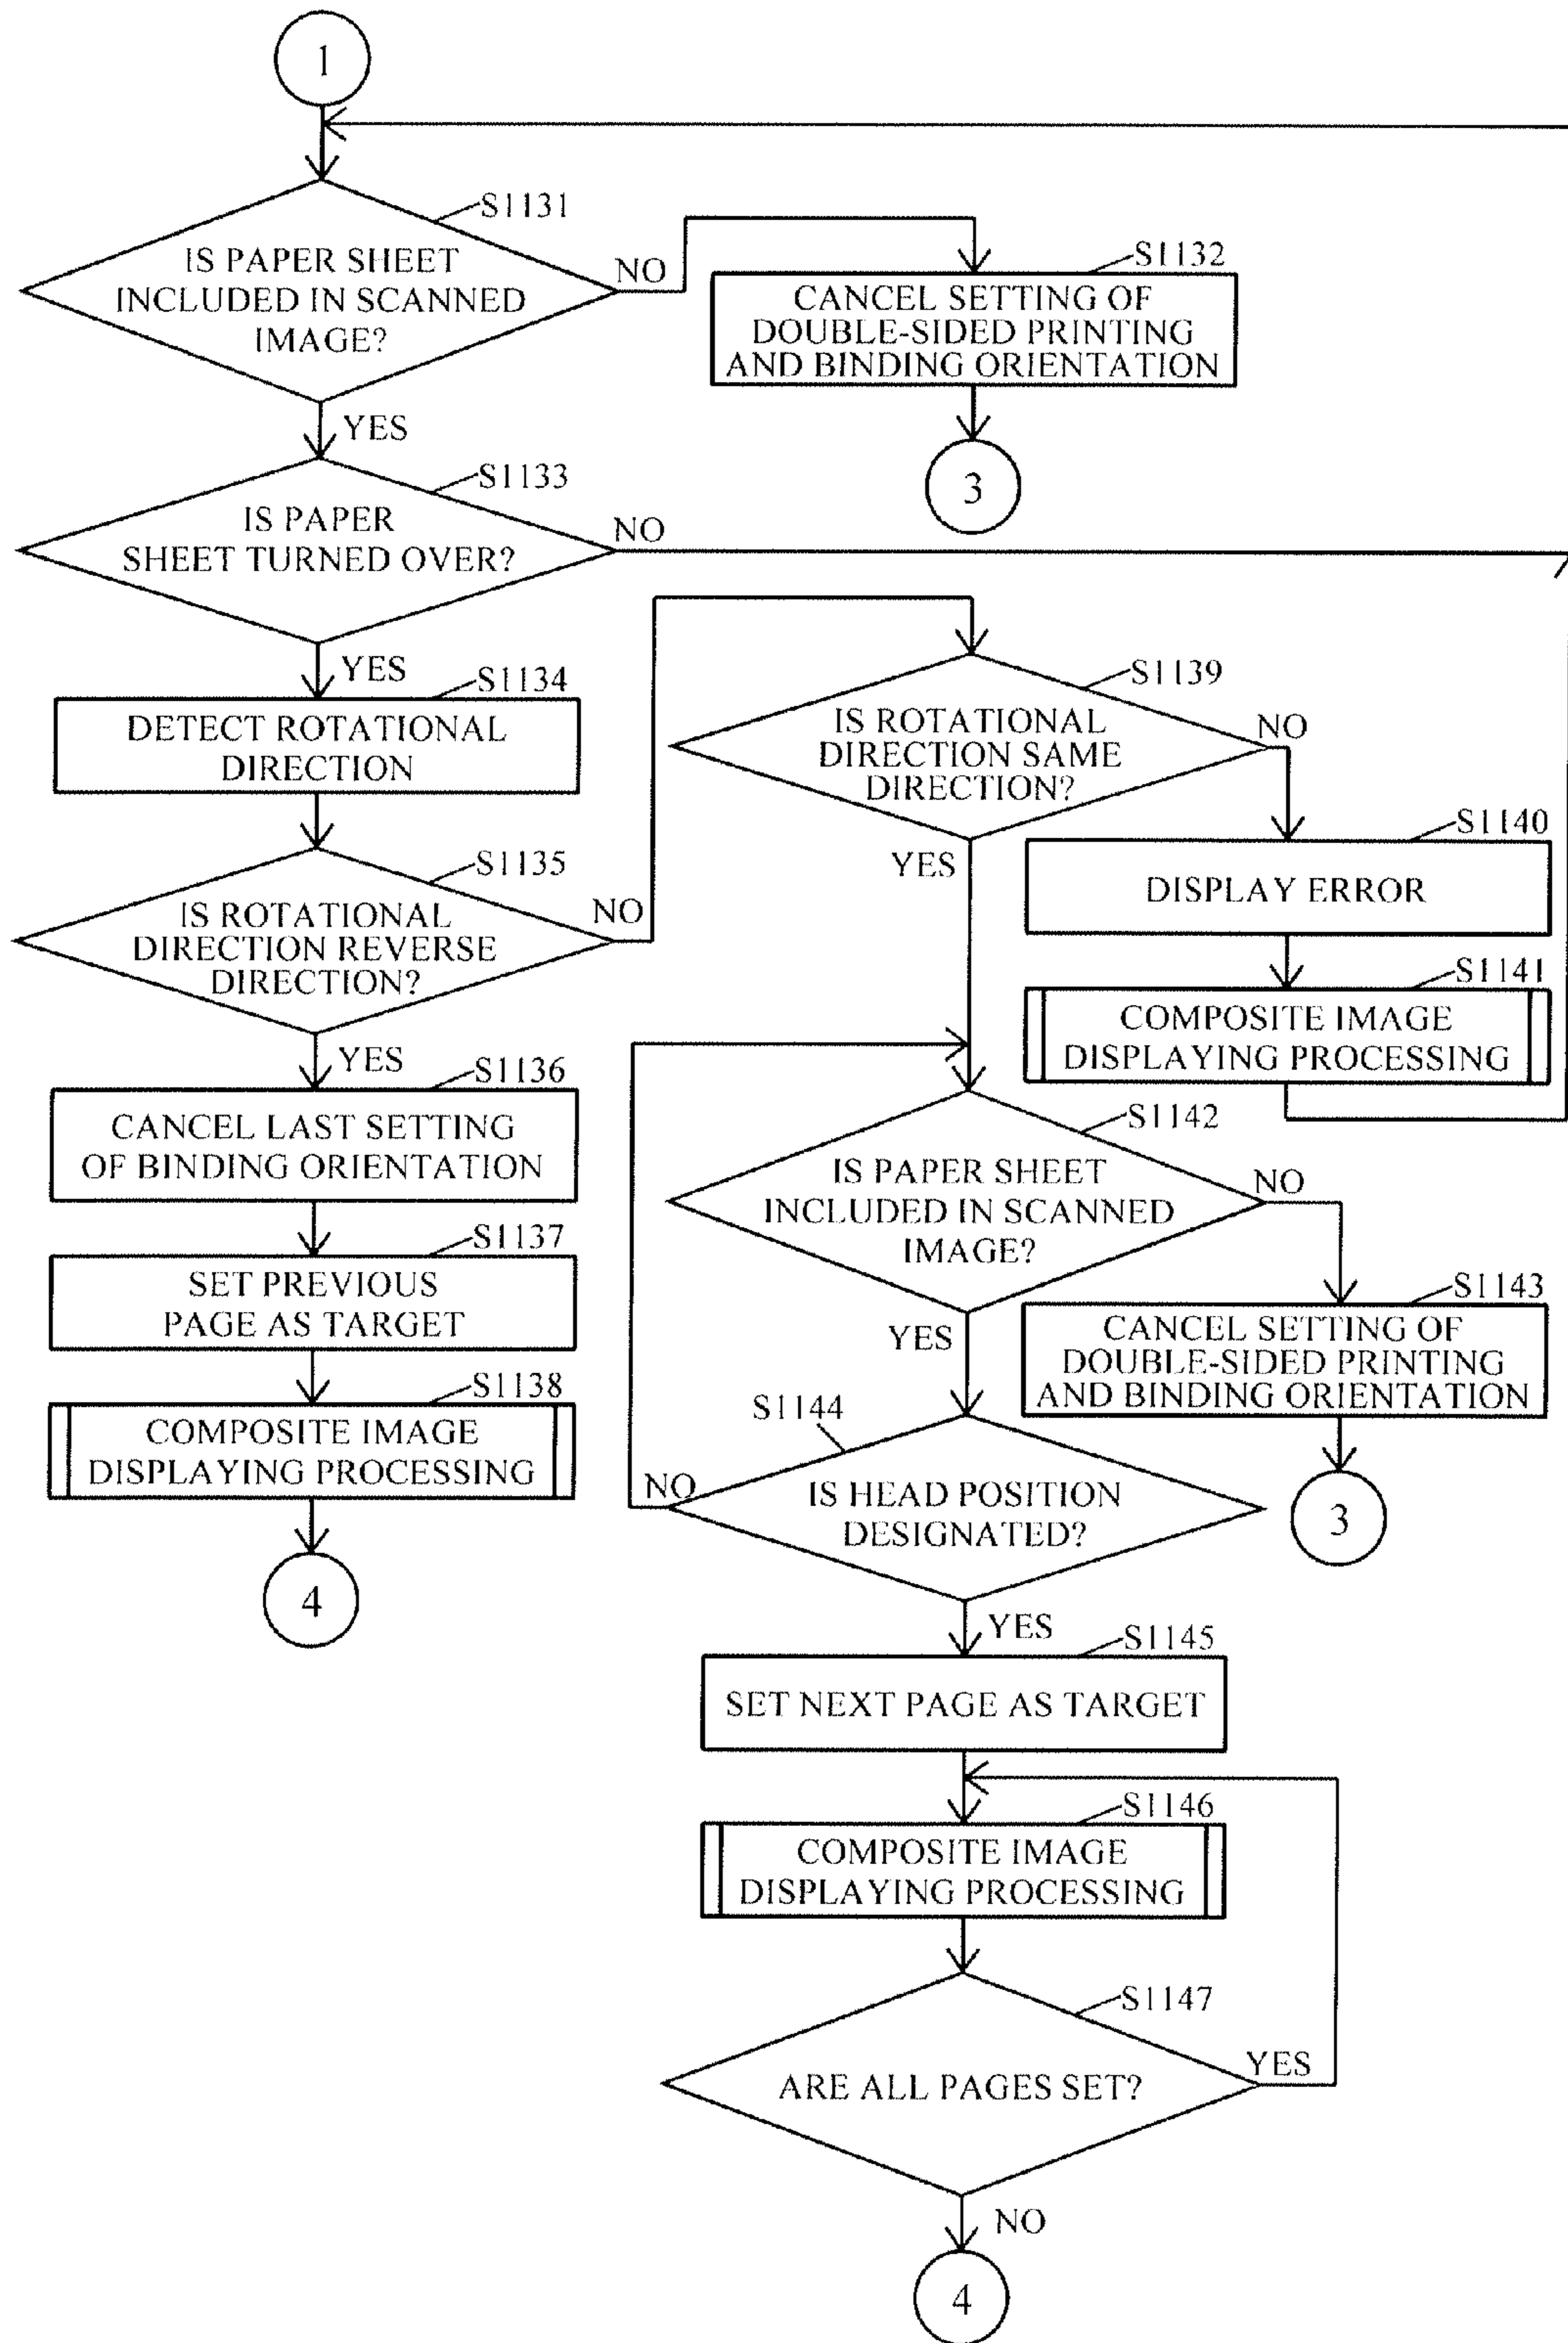 1
S1131
IS PAPER SHEET
INCLUDED IN SCANNED
IMAGE?
NO
S1132
CANCEL SETTING OF
DOUBLE-SIDED PRINTING
AND BINDING ORIENTATION
3
YES
S1133
IS PAPER
SHEET TURNED OVER?
NO
YES
S1134
DETECT ROTATIONAL
DIRECTION
S1135
IS ROTATIONAL
DIRECTION REVERSE
DIRECTION?
NO
YES
S1136
CANCEL LAST SETTING
OF BINDING ORIENTATION
S1137
SET PREVIOUS
PAGE AS TARGET
S1138
COMPOSITE IMAGE
DISPLAYING PROCESSING
4
S1139
IS ROTATIONAL
DIRECTION SAME
DIRECTION?
NO
YES
S1140
DISPLAY ERROR
S1141
COMPOSITE IMAGE
DISPLAYING PROCESSING
S1142
IS PAPER SHEET
INCLUDED IN SCANNED
IMAGE?
NO
YES
S1143
CANCEL SETTING OF
DOUBLE-SIDED PRINTING
AND BINDING ORIENTATION
3
S1144
IS HEAD POSITION
DESIGNATED?
NO
YES
S1145
SET NEXT PAGE AS TARGET
S1146
COMPOSITE IMAGE
DISPLAYING PROCESSING
S1147
ARE ALL PAGES SET?
YES
NO
4